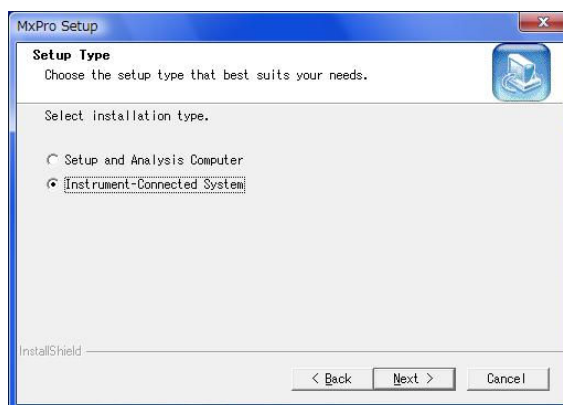 MxPro Setup
Setup Type
Choose the setup type that best suits your needs.
Select installation type.
Setup and Analysis Computer
Instrument-Connected System
InstallShield
< Back
Next >
Cancel